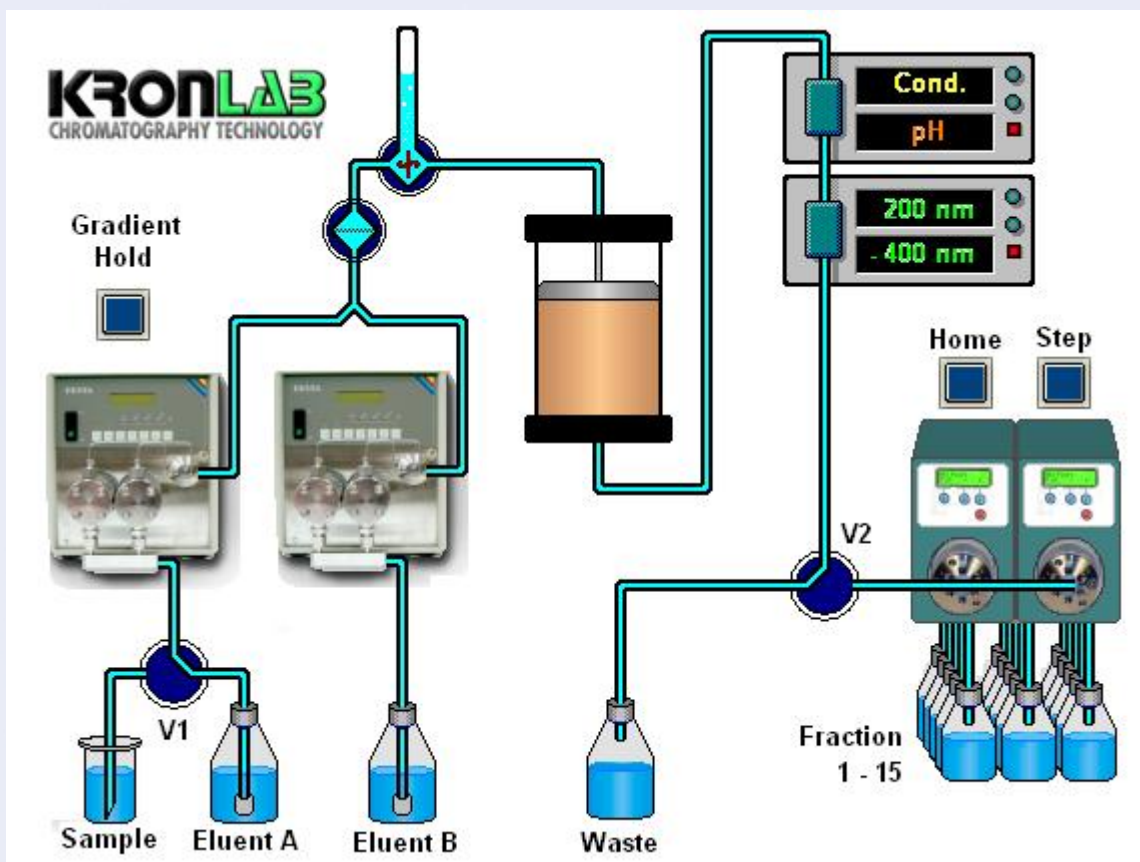 KRONLAB
CHROMATOGRAPHY TECHNOLOGY
Gradient
Hold
Cond.
pH
200 nm
- 400 nm
Home
Step
V2
V1
Fraction
1 - 15
Sample
Eluent A
Eluent B
Waste